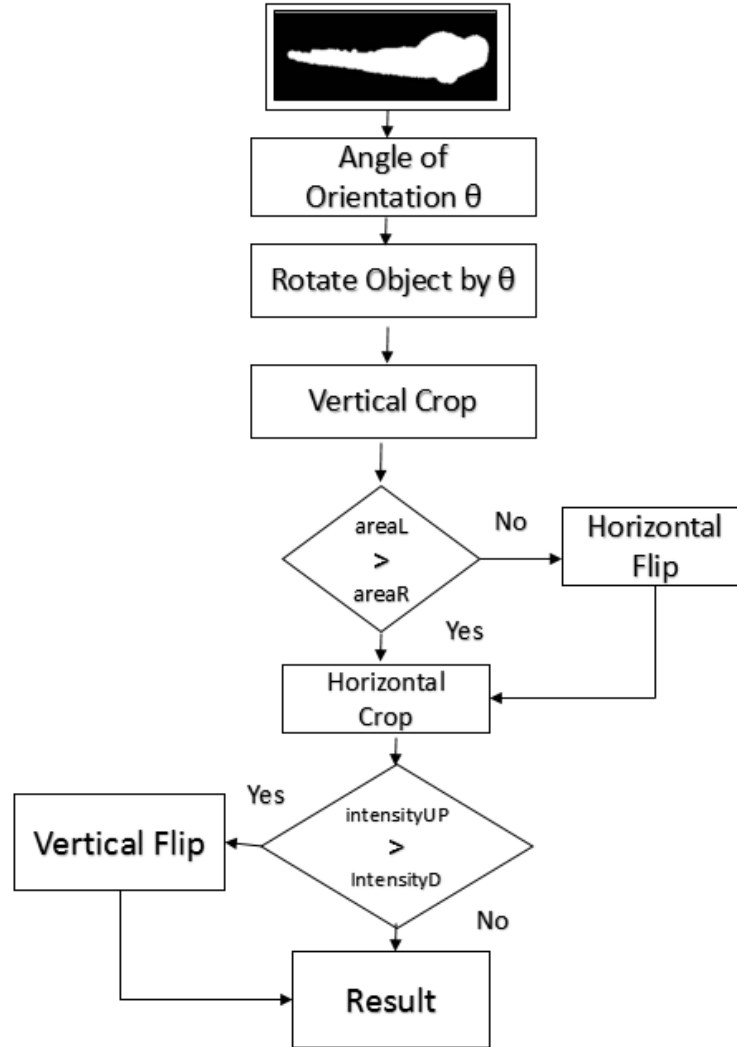 Angle of
Orientation θ
Rotate Object by θ
Vertical Crop
areaL
>
areaR
No
Horizontal
Flip
Yes
Horizontal
Crop
Yes
intensityUP
>
IntensityD
Vertical Flip
No
Result